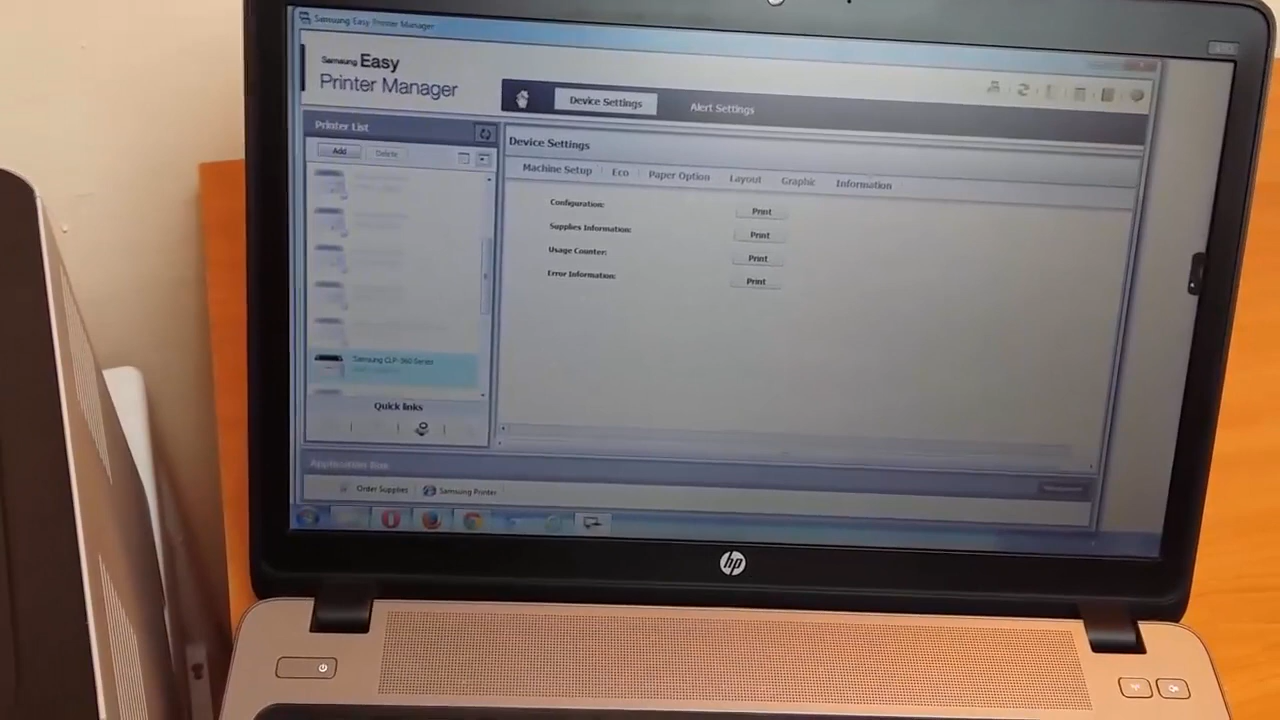 Samsung Easy Printer Manager
Samsung Easy
Printer Manager
Device Settings
Alert Settings
Printer List
Add
Delete
Samsung CLP-360 Series
Quick links
Device Settings
Machine Setup
Eco
Paper Option
Layout
Graphic
Information
Configuration:
Print
Supplies Information:
Print
Usage Counter:
Print
Error Information:
Print
Application Box
Order Supplies
Samsung Printer
hp